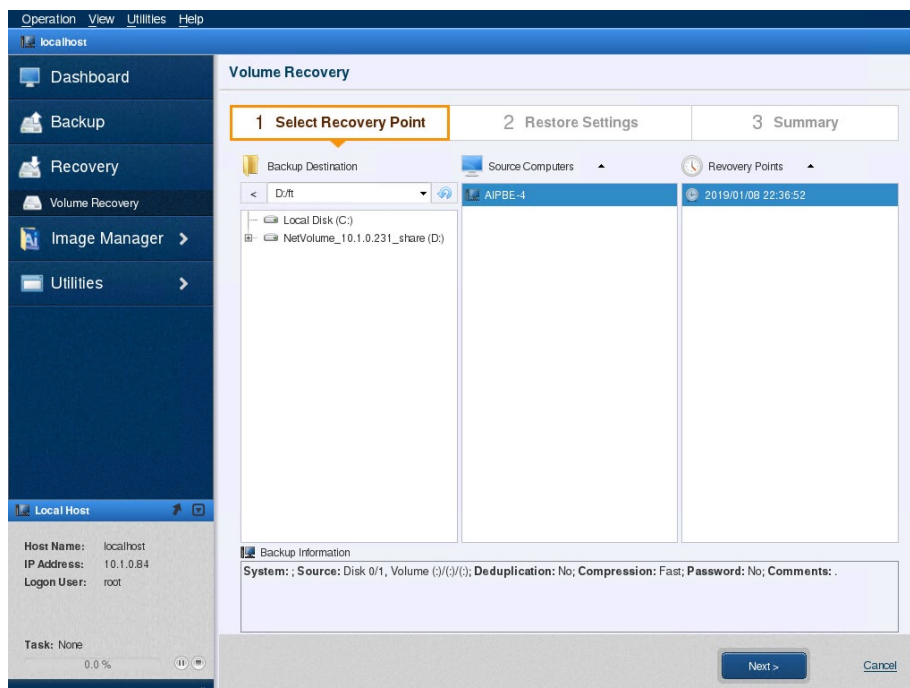 Operation View Utilities Help
localhost
Dashboard
Backup
Recovery
Volume Recovery
Image Manager
Utilities
Local Host
Host Name: localhost
IP Address: 10.1.0.84
Logon User: root
Task: None
0.0 %
Volume Recovery
1 Select Recovery Point
2 Restore Settings
3 Summary
Backup Destination
< D:/ft
Local Disk (C:)
NetVolume_10.1.0.231_share (D:)
Source Computers
AIPBE-4
Revovery Points
2019/01/08 22:36:52
Backup Information
System: ; Source: Disk 0/1, Volume (:)/(:)/(:); Deduplication: No; Compression: Fast; Password: No; Comments: .
Next >
Cancel